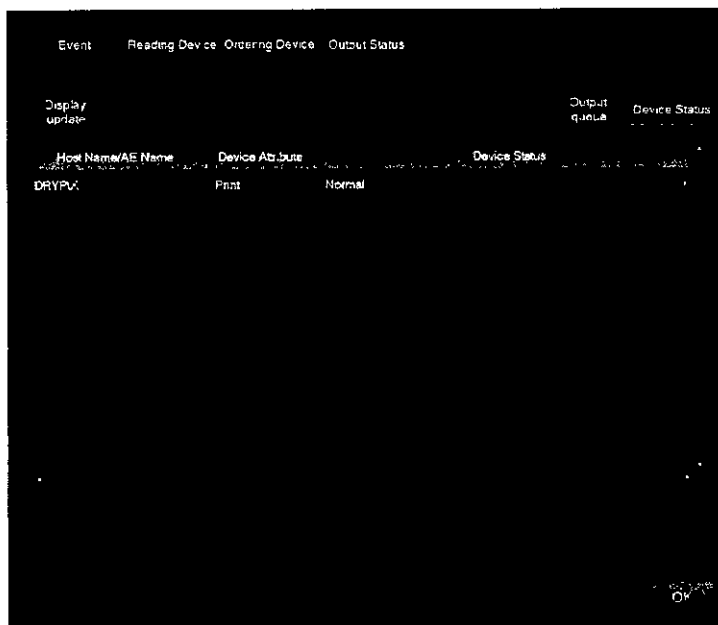 Event Reading Device Ordering Device Output Status
Display update
Output queue
Device Status
Host Name/AE Name Device Attribute Device Status
Print Normal
OK